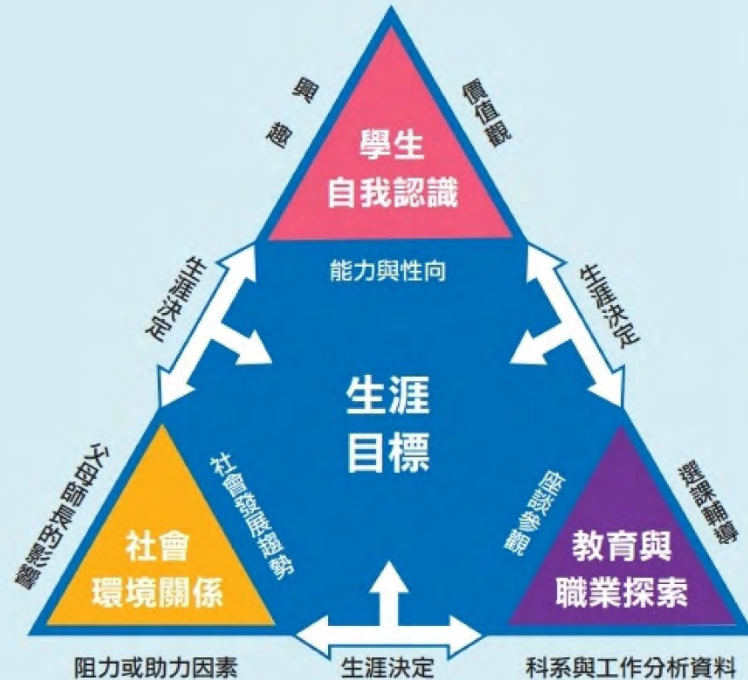 興趣
價值觀
學生
自我認識
能力與性向
生涯決定
生涯決定
生涯
目標
父母師長的影響
社會發展趨勢
座談參觀
選課輔導
社會
環境關係
教育與
職業探索
阻力或助力因素
生涯決定
科系與工作分析資料